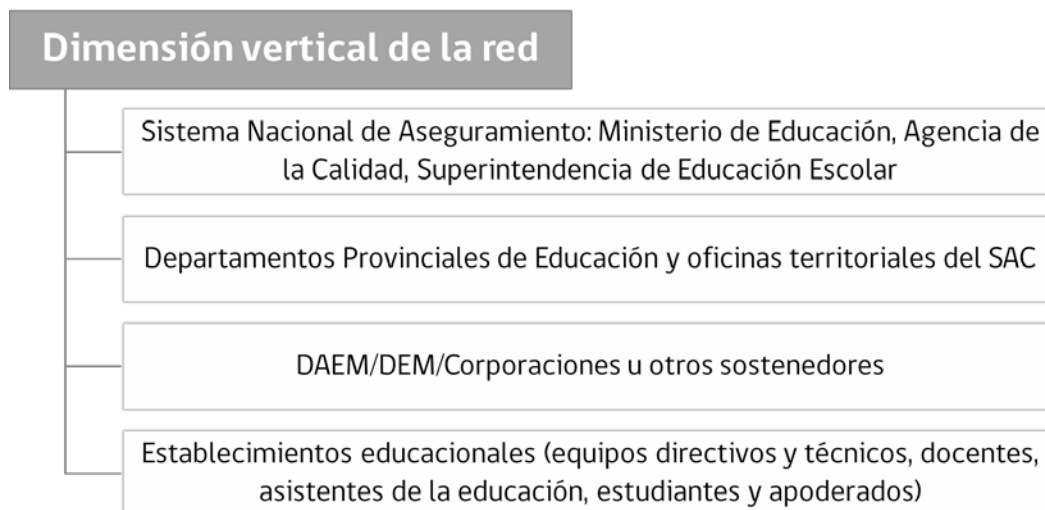 Dimensión vertical de la red
Sistema Nacional de Aseguramiento: Ministerio de Educación, Agencia de
la Calidad, Superintendencia de Educación Escolar
Departamentos Provinciales de Educación y oficinas territoriales del SAC
DAEM/DEM/Corporaciones u otros sostenedores
Establecimientos educacionales (equipos directivos y técnicos, docentes,
asistentes de la educación, estudiantes y apoderados)